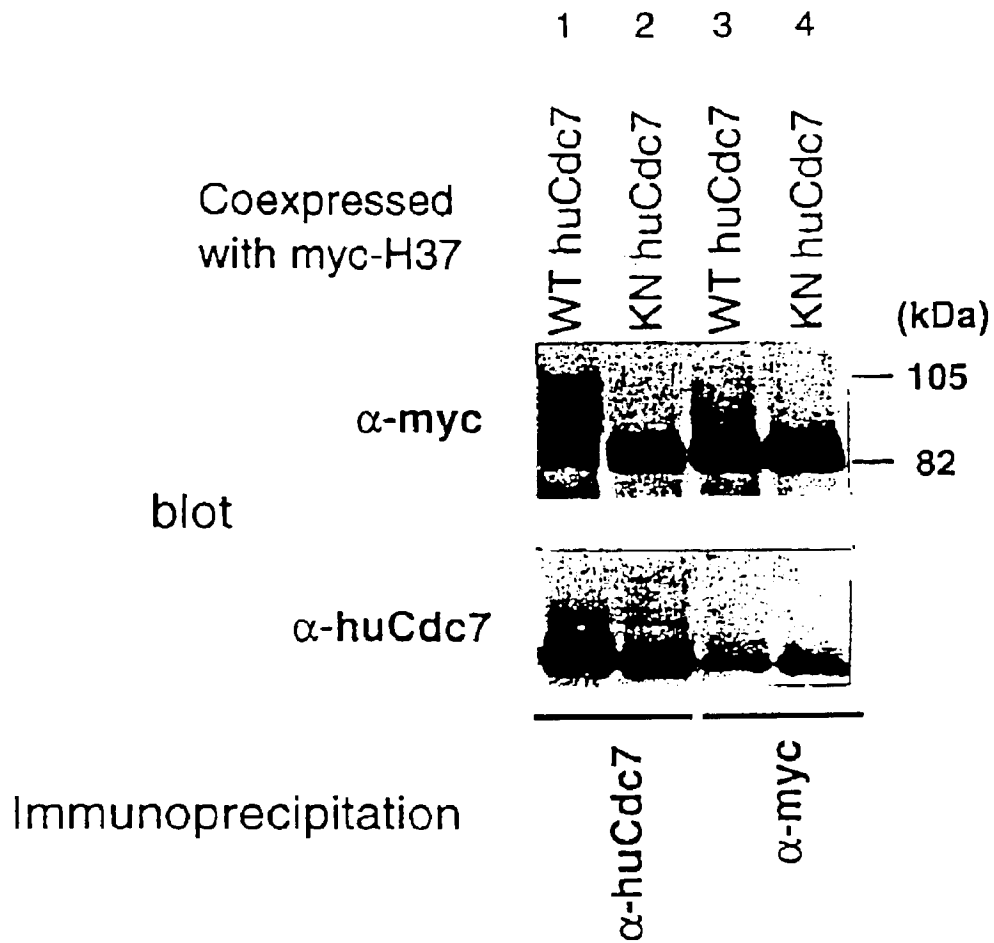 1 2 3 4
Coexpressed
with myc-H37
WT huCdc7
KN huCdc7
WT huCdc7
KN huCdc7
(kDa)
α-myc
105
82
blot
α-huCdc7
Immunoprecipitation
α-huCdc7
α-myc